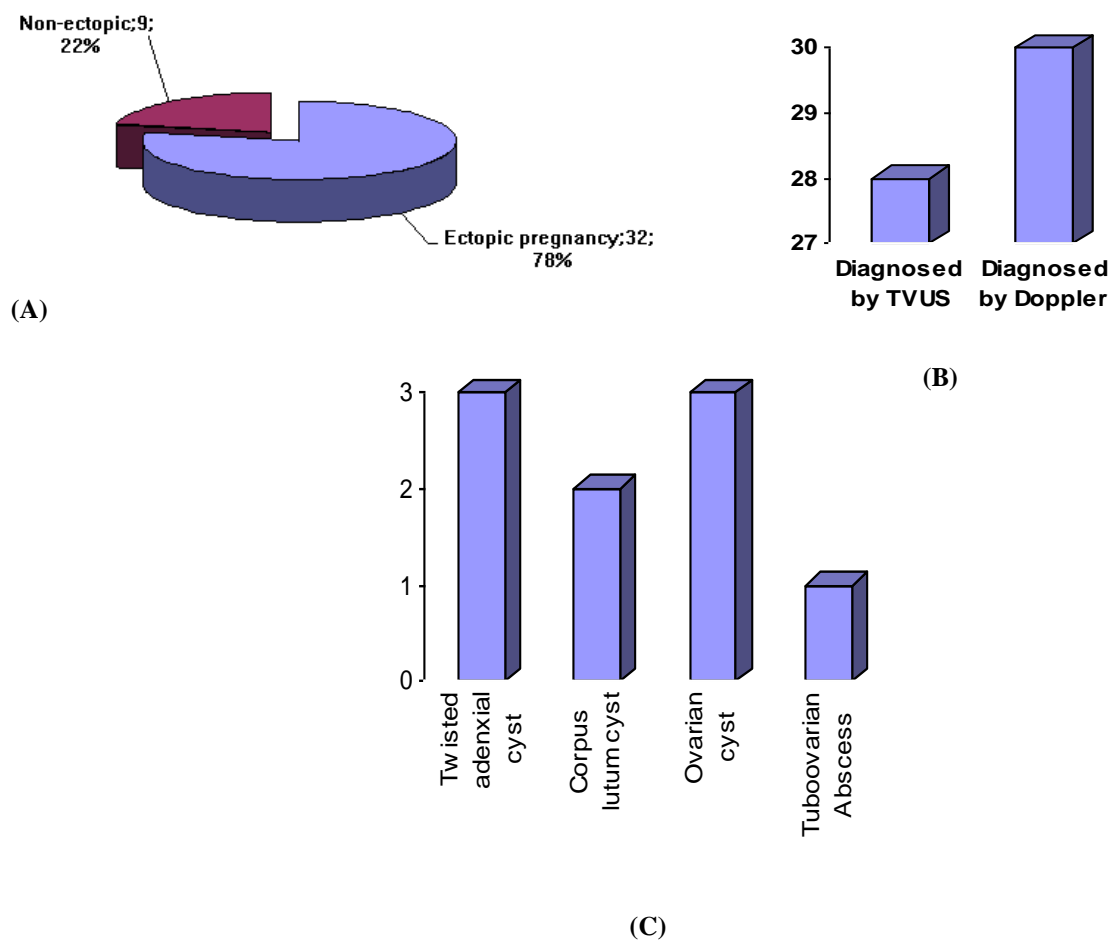 Non-ectopic;9;
22%
Ectopic pregnancy;32;
78%
(A)
30
29
28
27
Diagnosed
by TVUS
Diagnosed
by Doppler
(B)
3
2
1
0
Twisted
adenxial
cyst
Corpus
lutum cyst
Ovarian
cyst
Tuboovarian
Abscess
(C)